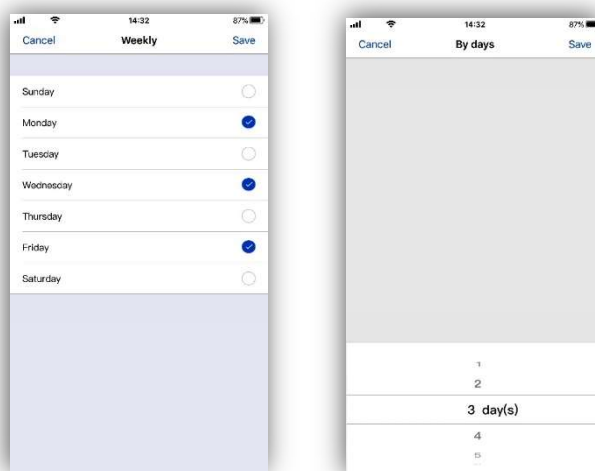 14:32 87%
Cancel Weekly Save
Sunday
Monday
Tuesday
Wednesday
Thursday
Friday
Saturday
14:32 87%
Cancel By days Save
1
2
3 day(s)
4
5